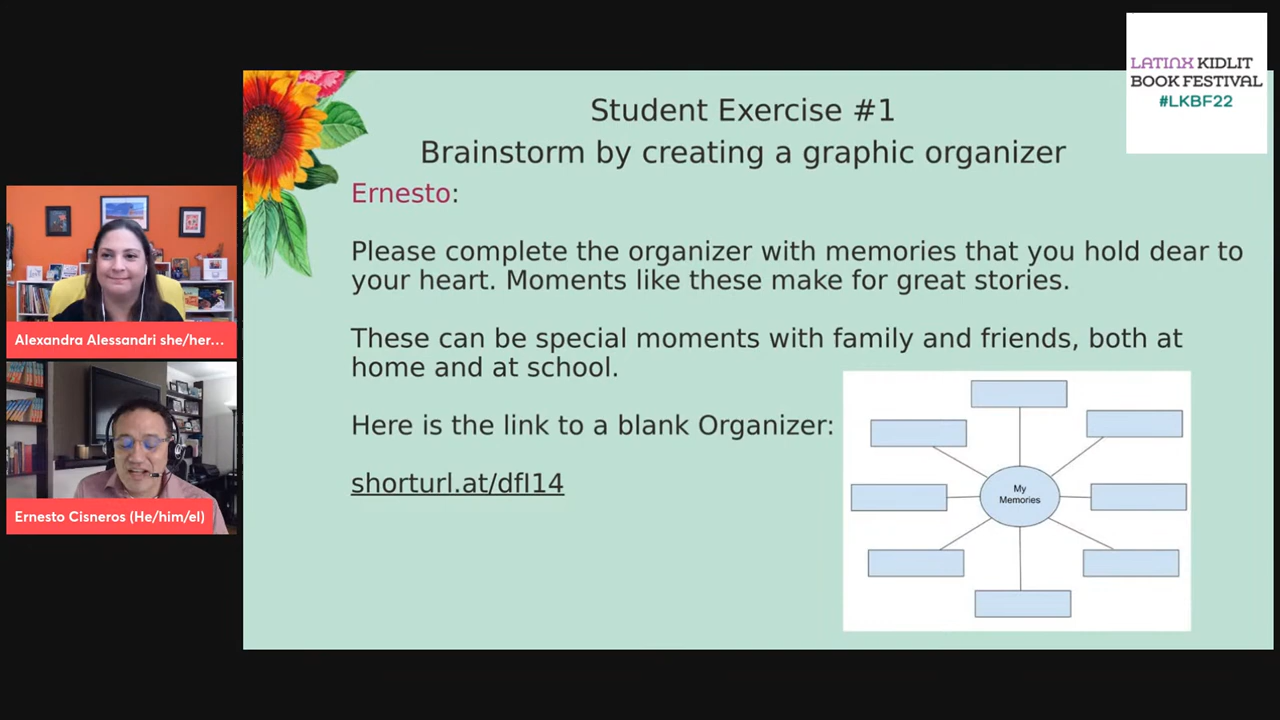 LATINX KIDLIT
BOOK FESTIVAL
#LKBF22
Student Exercise #1
Brainstorm by creating a graphic organizer
Ernesto:
Please complete the organizer with memories that you hold dear to
your heart. Moments like these make for great stories.
These can be special moments with family and friends, both at
home and at school.
Here is the link to a blank Organizer:
shorturl.at/dfI14
My
Memories
Alexandra Alessandri she/her...
Ernesto Cisneros (He/him/el)